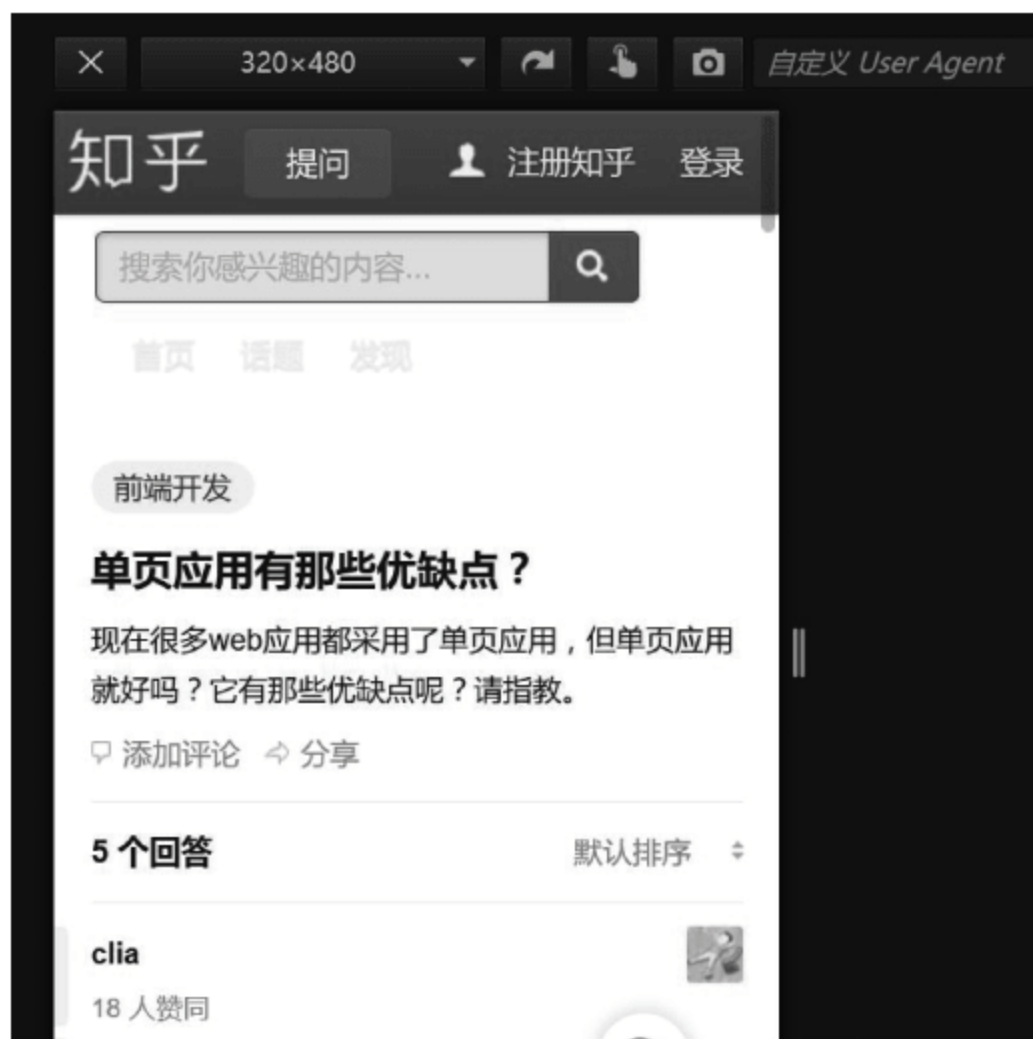 320×480 自定义 User Agent
知乎 提问 注册知乎 登录
搜索你感兴趣的内容...
首页 话题 发现
前端开发
单页应用有那些优缺点？
现在很多web应用都采用了单页应用，但单页应用
就好吗？它有那些优缺点呢？请指教。
添加评论 分享
5 个回答 默认排序
clia
18 人赞同